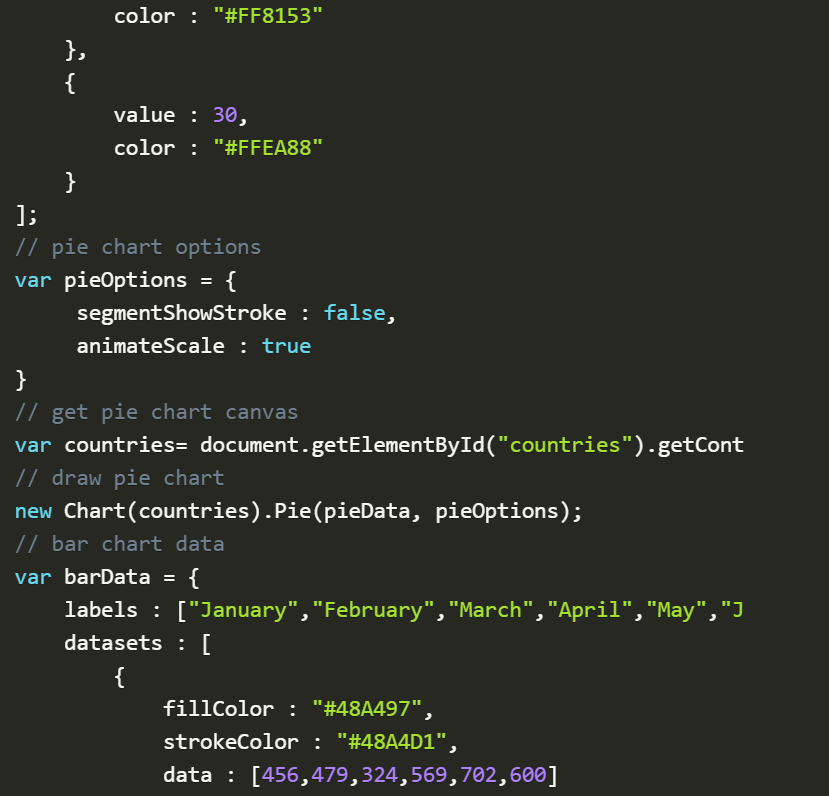 color : "#FF8153"
},
{
value : 30,
color : "#FFEA88"
}
];
// pie chart options
var pieOptions = {
segmentShowStroke : false,
animateScale : true
}
// get pie chart canvas
var countries= document.getElementById("countries").getCont
// draw pie chart
new Chart(countries).Pie(pieData, pieOptions);
// bar chart data
var barData = {
labels : ["January","February","March","April","May","J
datasets : [
{
fillColor : "#48A497",
strokeColor : "#48A4D1",
data : [456,479,324,569,702,600]